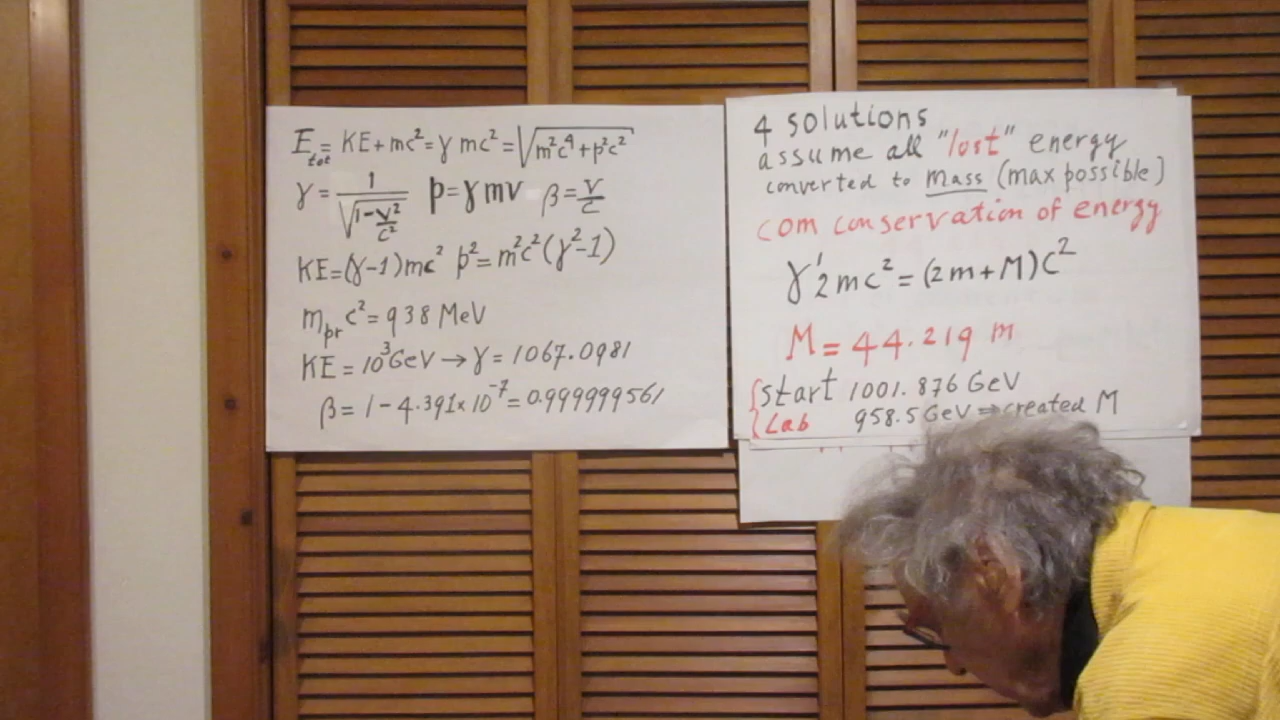 E_tot = KE + mc² = γ mc² = √(m²c⁴ + p²c²)
γ = 1/√(1 - v²/c²) p = γmv β = v/c
KE = (γ-1)mc² p² = m²c²(γ²-1)
m_pr c² = 938 MeV
KE = 10³ GeV → γ = 1067.0981
β = 1 - 4.391 × 10⁻⁷ = 0.999999561
4 solutions
assume all "lost" energy
converted to mass (max possible)
com conservation of energy
γ' 2mc² = (2m + M)c²
M = 44.219 m
start 1001.876 GeV
Lab 958.5 GeV ⇒ created M